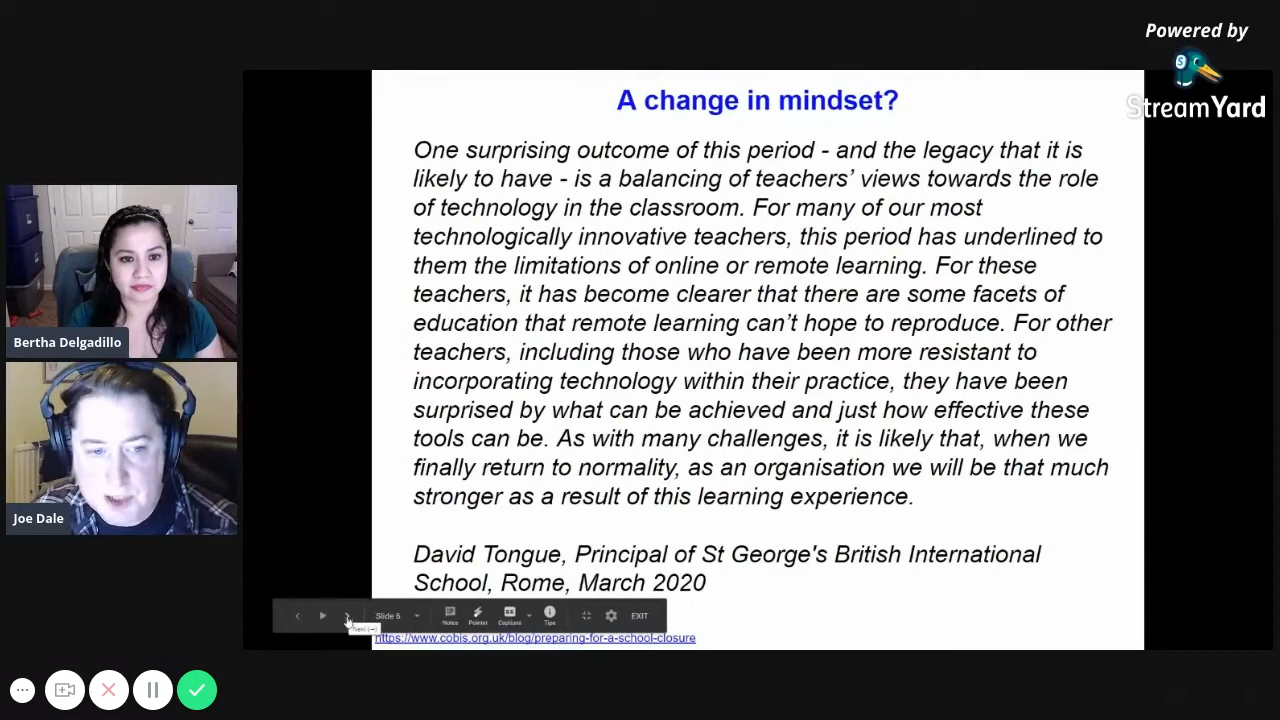 Powered by
StreamYard
A change in mindset?
One surprising outcome of this period - and the legacy that it is
likely to have - is a balancing of teachers’ views towards the role
of technology in the classroom. For many of our most
technologically innovative teachers, this period has underlined to
them the limitations of online or remote learning. For these
teachers, it has become clearer that there are some facets of
education that remote learning can’t hope to reproduce. For other
teachers, including those who have been more resistant to
incorporating technology within their practice, they have been
surprised by what can be achieved and just how effective these
tools can be. As with many challenges, it is likely that, when we
finally return to normality, as an organisation we will be that much
stronger as a result of this learning experience.
David Tongue, Principal of St George's British International
School, Rome, March 2020
Bertha Delgadillo
Joe Dale
Slide 6
Notes
Pointer
Captions
Tips
EXIT
Next (→)
https://www.cobis.org.uk/blog/preparing-for-a-school-closure